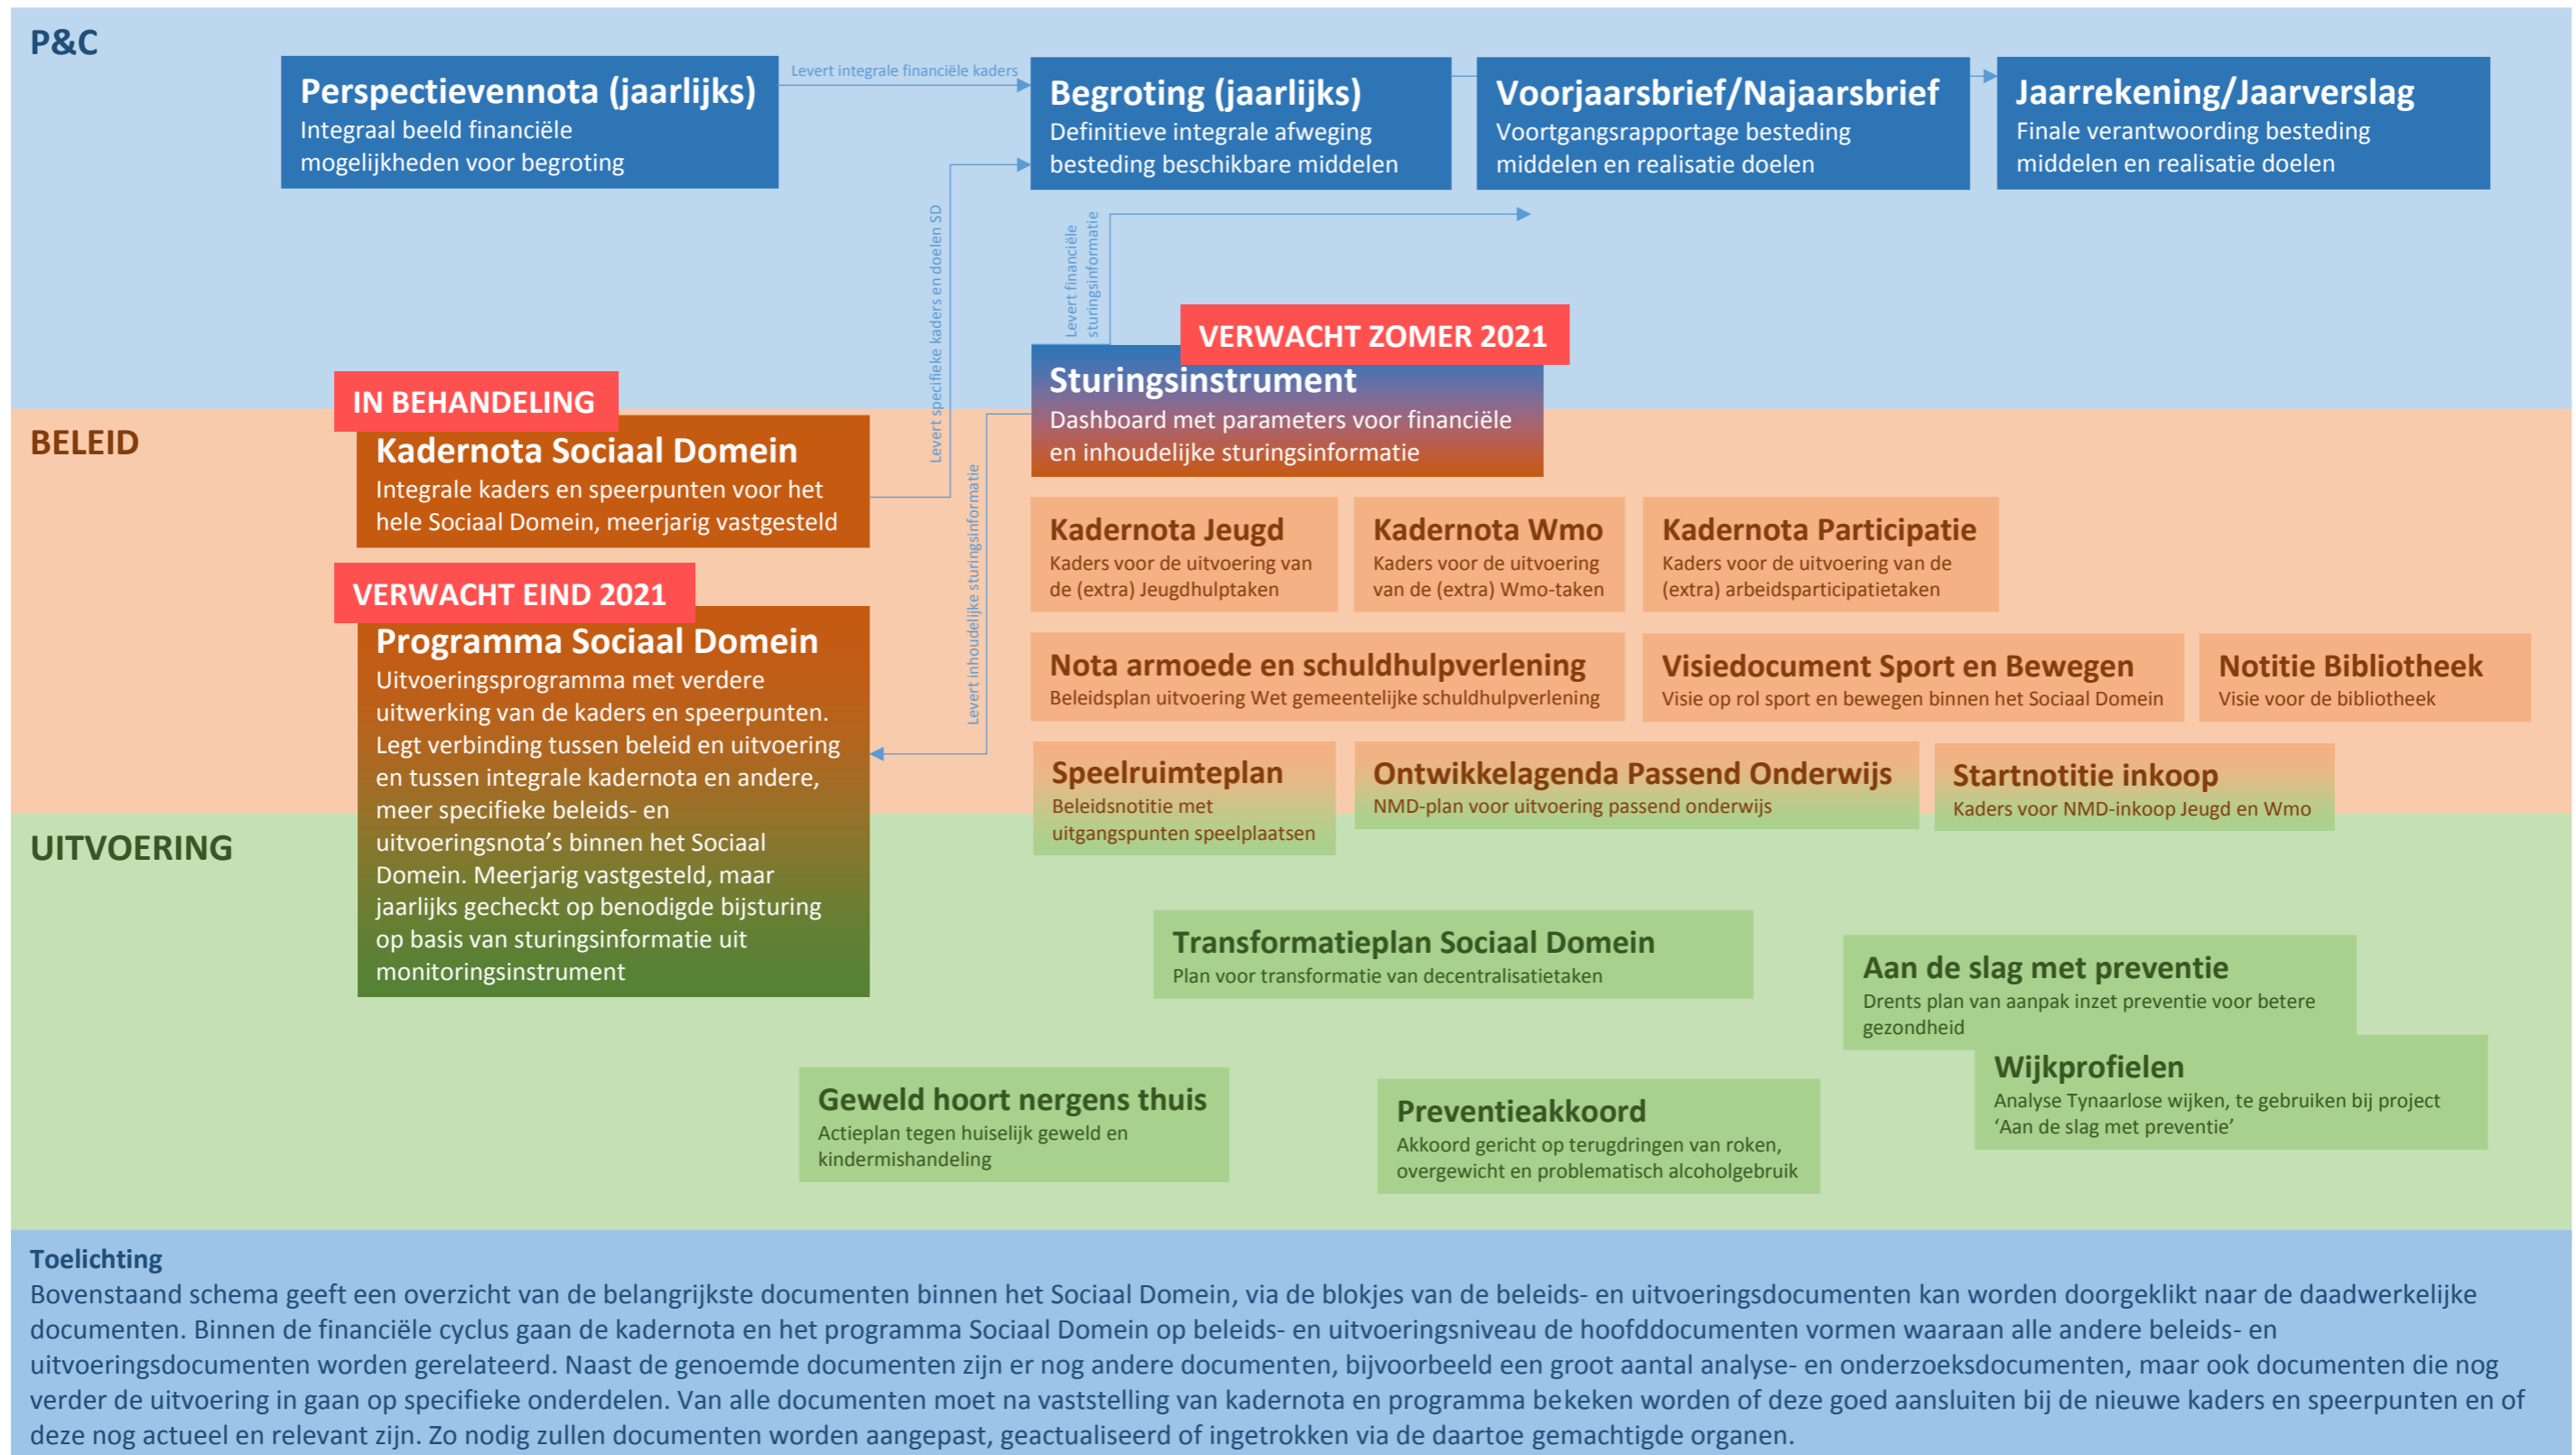 P&C
Perspectievennota (jaarlijks)
Integraal beeld financiële
mogelijkheden voor begroting
Levert integrale financiële kaders
Begroting (jaarlijks)
Definitieve integrale afweging
besteding beschikbare middelen
Voorjaarsbrief/Najaarsbrief
Voortgangsrapportage besteding
middelen en realisatie doelen
Jaarrekening/Jaarverslag
Finale verantwoording besteding
middelen en realisatie doelen
Levert specifieke kaders en doelen SD
Levert financiële
sturingsinformatie
VERWACHT ZOMER 2021
Sturingsinstrument
Dashboard met parameters voor financiële
en inhoudelijke sturingsinformatie
BELEID
IN BEHANDELING
Kadernota Sociaal Domein
Integrale kaders en speerpunten voor het
hele Sociaal Domein, meerjarig vastgesteld
Levert inhoudelijke sturingsinformatie
VERWACHT EIND 2021
Programma Sociaal Domein
Uitvoeringsprogramma met verdere
uitwerking van de kaders en speerpunten.
Legt verbinding tussen beleid en uitvoering
en tussen integrale kadernota en andere,
meer specifieke beleids- en
uitvoeringsnota’s binnen het Sociaal
Domein. Meerjarig vastgesteld, maar
jaarlijks gecheckt op benodigde bijsturing
op basis van sturingsinformatie uit
monitoringsinstrument
Kadernota Jeugd
Kaders voor de uitvoering van
de (extra) Jeugdhulptaken
Kadernota Wmo
Kaders voor de uitvoering
van de (extra) Wmo-taken
Kadernota Participatie
Kaders voor de uitvoering van de
(extra) arbeidsparticipatietaken
Nota armoede en schuldhulpverlening
Beleidsplan uitvoering Wet gemeentelijke schuldhulpverlening
Visiedocument Sport en Bewegen
Visie op rol sport en bewegen binnen het Sociaal Domein
Notitie Bibliotheek
Visie voor de bibliotheek
Speelruimteplan
Beleidsnotitie met
uitgangspunten speelplaatsen
Ontwikkelagenda Passend Onderwijs
NMD-plan voor uitvoering passend onderwijs
Startnotitie inkoop
Kaders voor NMD-inkoop Jeugd en Wmo
UITVOERING
Transformatieplan Sociaal Domein
Plan voor transformatie van decentralisatietaken
Aan de slag met preventie
Drents plan van aanpak inzet preventie voor betere
gezondheid
Wijkprofielen
Analyse Tynaarlose wijken, te gebruiken bij project
‘Aan de slag met preventie’
Geweld hoort nergens thuis
Actieplan tegen huiselijk geweld en
kindermishandeling
Preventieakkoord
Akkoord gericht op terugdringen van roken,
overgewicht en problematisch alcoholgebruik
Toelichting
Bovenstaand schema geeft een overzicht van de belangrijkste documenten binnen het Sociaal Domein, via de blokjes van de beleids- en uitvoeringsdocumenten kan worden doorgeklikt naar de daadwerkelijke
documenten. Binnen de financiële cyclus gaan de kadernota en het programma Sociaal Domein op beleids- en uitvoeringsniveau de hoofddocumenten vormen waaraan alle andere beleids- en
uitvoeringsdocumenten worden gerelateerd. Naast de genoemde documenten zijn er nog andere documenten, bijvoorbeeld een groot aantal analyse- en onderzoeksdocumenten, maar ook documenten die nog
verder de uitvoering in gaan op specifieke onderdelen. Van alle documenten moet na vaststelling van kadernota en programma bekeken worden of deze goed aansluiten bij de nieuwe kaders en speerpunten en of
deze nog actueel en relevant zijn. Zo nodig zullen documenten worden aangepast, geactualiseerd of ingetrokken via de daartoe gemachtigde organen.